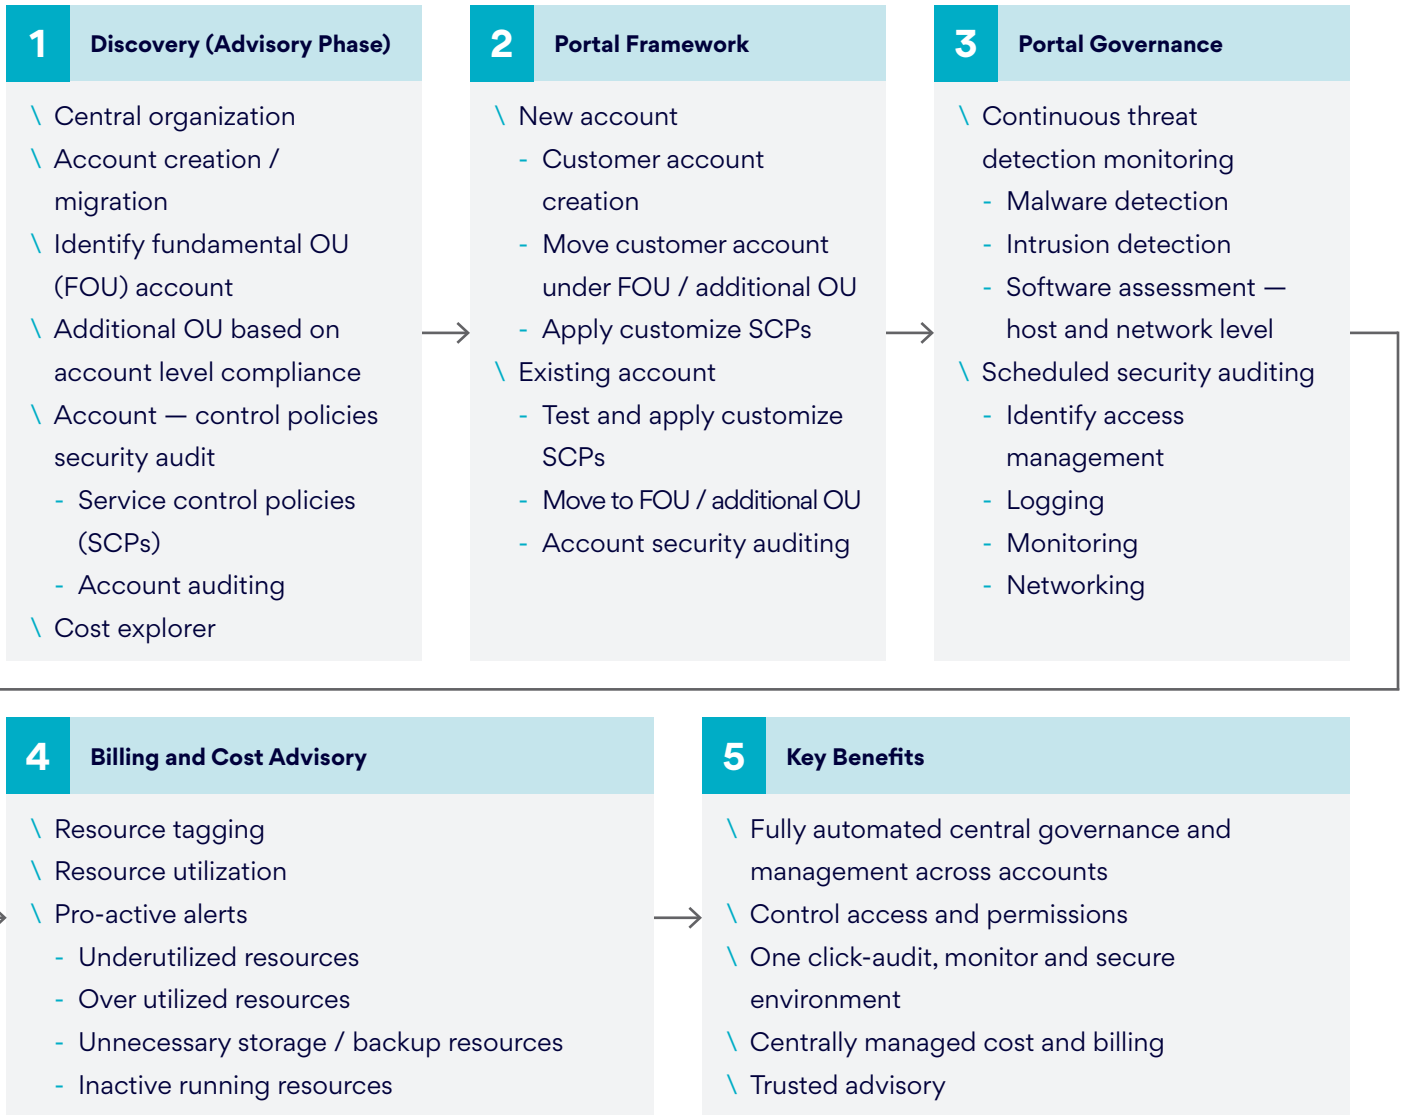 1 Discovery (Advisory Phase)
\ Central organization
\ Account creation /
migration
\ Identify fundamental OU
(FOU) account
\ Additional OU based on
account level compliance
\ Account — control policies
security audit
- Service control policies
(SCPs)
- Account auditing
\ Cost explorer
2 Portal Framework
\ New account
- Customer account
creation
- Move customer account
under FOU / additional OU
- Apply customize SCPs
\ Existing account
- Test and apply customize
SCPs
- Move to FOU / additional OU
- Account security auditing
3 Portal Governance
\ Continuous threat
detection monitoring
- Malware detection
- Intrusion detection
- Software assessment —
host and network level
\ Scheduled security auditing
- Identify access
management
- Logging
- Monitoring
- Networking
4 Billing and Cost Advisory
\ Resource tagging
\ Resource utilization
\ Pro-active alerts
- Underutilized resources
- Over utilized resources
- Unnecessary storage / backup resources
- Inactive running resources
5 Key Benefits
\ Fully automated central governance and
management across accounts
\ Control access and permissions
\ One click-audit, monitor and secure
environment
\ Centrally managed cost and billing
\ Trusted advisory